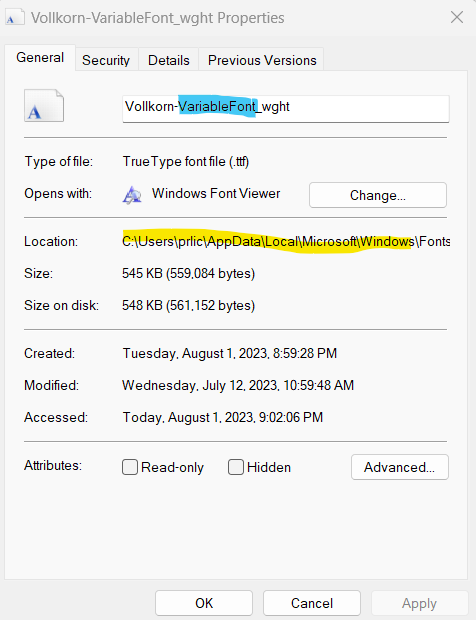 Vollkorn-VariableFont_wght Properties
General Security Details Previous Versions
A
Vollkorn-VariableFont_wght
Type of file: TrueType font file (.ttf)
Opens with: Windows Font Viewer Change...
Location: C:\Users\prlic\AppData\Local\Microsoft\Windows\Fonts
Size: 545 KB (559,084 bytes)
Size on disk: 548 KB (561,152 bytes)
Created: Tuesday, August 1, 2023, 8:59:28 PM
Modified: Wednesday, July 12, 2023, 10:59:48 AM
Accessed: Today, August 1, 2023, 9:02:06 PM
Attributes: Read-only Hidden Advanced...
OK Cancel Apply